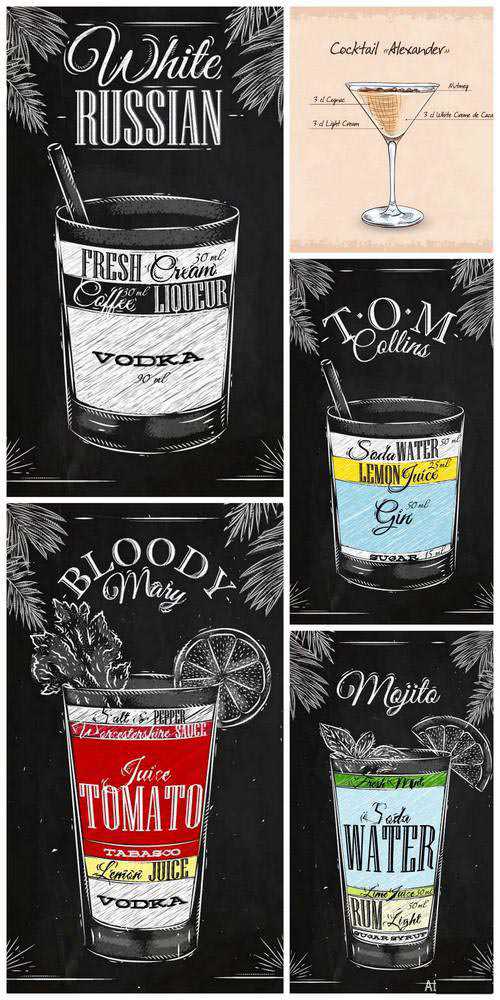 White
RUSSIAN
FRESH Cream 30 ml
Coffee 30 ml LIQUEUR
VODKA
90 ml
Cocktail «Alexander»
Nutmeg
3 cl Cognac
3 cl White Creme de Caca
3 cl Light Cream
T·O·M
Collins
Soda WATER 50 ml
LEMON Juice 25 ml
Gin 50 ml
SUGAR 15 ml
BLOODY
Mary
Salt & PEPPER
Worcestershire SAUCE
Juice
TOMATO
TABASCO
Lemon JUICE
VODKA
Mojito
Fresh Mint
Soda
WATER
Lime Juice 30 ml
RUM Light 30 ml
SUGAR SYRUP
Ai